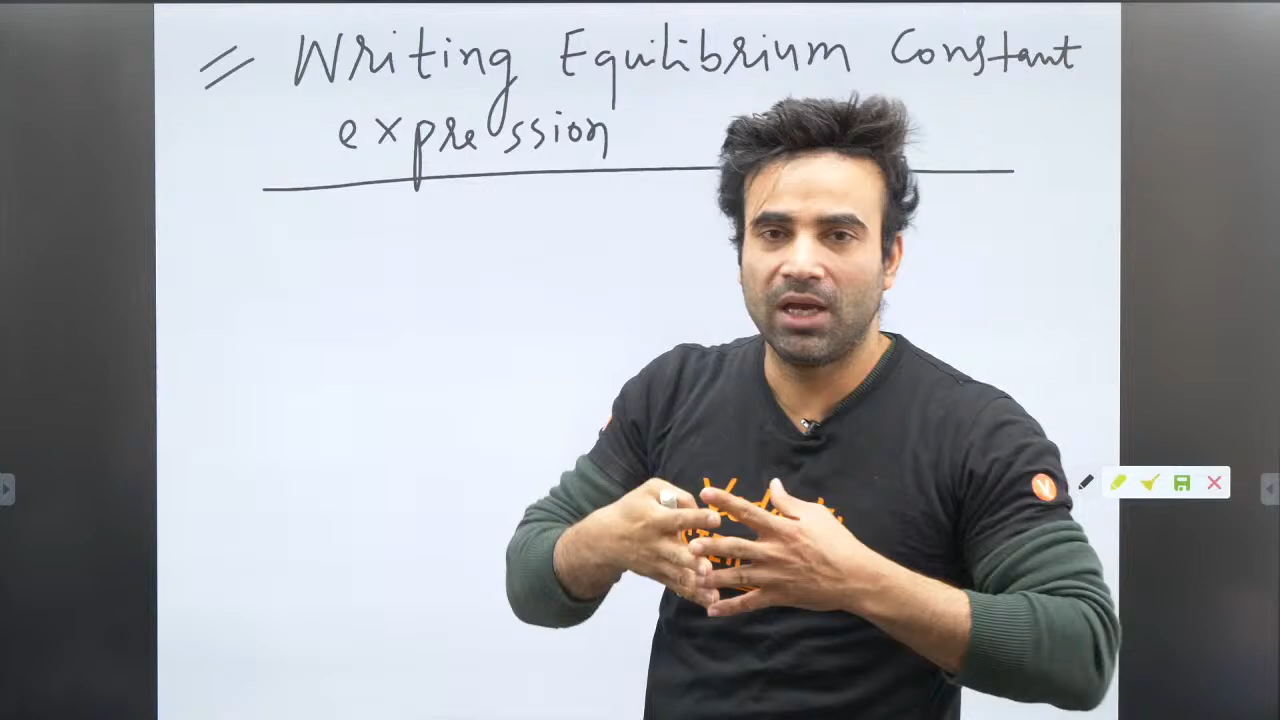 = Writing Equilibrium Constant
expression
V